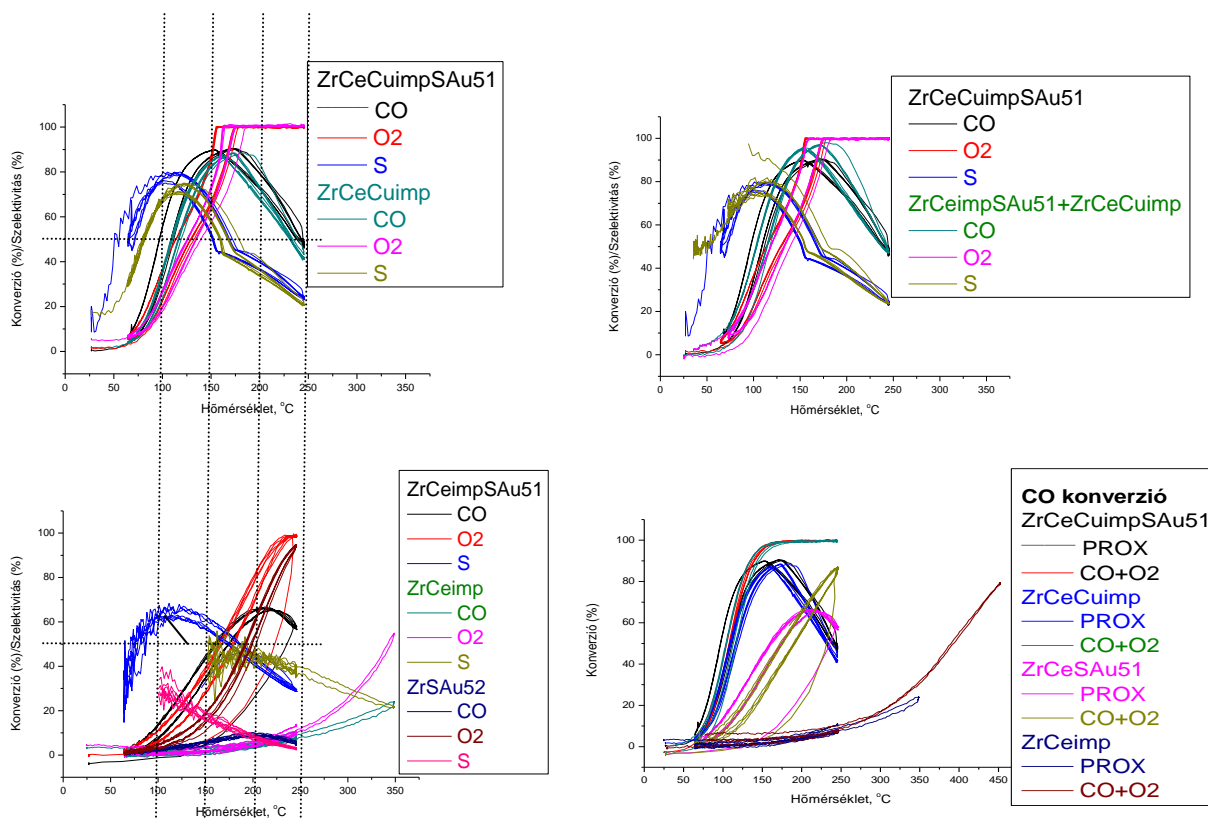 ZrCeCuimpSAu51
CO
O2
S
ZrCeCuimp
CO
O2
S
Konverzió (%)/Szelektivitás (%)
100
80
60
40
20
0
0 50 100 150 200 250 300 350
Hõmérséklet, °C
ZrCeCuimpSAu51
CO
O2
S
ZrCeimpSAu51+ZrCeCuimp
CO
O2
S
Konverzió (%)/Szelektivitás (%)
100
80
60
40
20
0
0 50 100 150 200 250 300 350
Hõmérséklet, °C
ZrCeimpSAu51
CO
O2
S
ZrCeimp
CO
O2
S
ZrSAu52
CO
O2
S
Konverzió (%)/Szelektivitás (%)
100
80
60
40
20
0
0 50 100 150 200 250 300 350
Hõmérséklet, °C
CO konverzió
ZrCeCuimpSAu51
PROX
CO+O2
ZrCeCuimp
PROX
CO+O2
ZrCeSAu51
PROX
CO+O2
ZrCeimp
PROX
CO+O2
Konverzió (%)
100
80
60
40
20
0
0 50 100 150 200 250 300 350 400 450
Hõmérséklet, °C